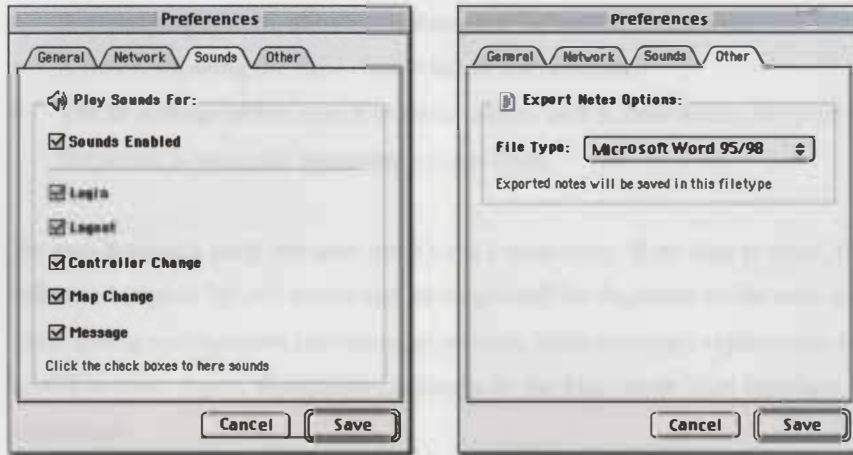 Preferences
General Network Sounds Other
Play Sounds For:
Sounds Enabled
Login
Logout
Controller Change
Map Change
Message
Click the check boxes to here sounds
Cancel Save
Preferences
General Network Sounds Other
Export Notes Options:
File Type: Microsoft Word 95/98
Exported notes will be saved in this filetype
Cancel Save